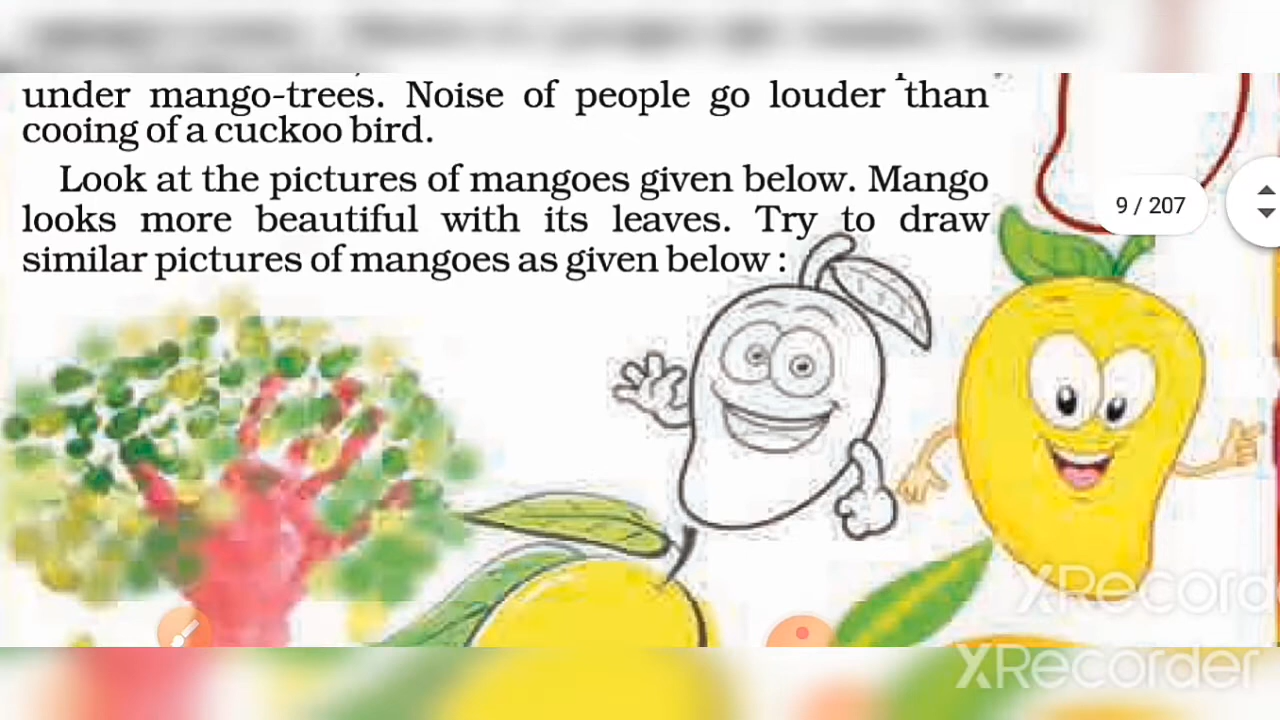 under mango-trees. Noise of people go louder than
cooing of a cuckoo bird.
Look at the pictures of mangoes given below. Mango
looks more beautiful with its leaves. Try to draw
similar pictures of mangoes as given below :
9 / 207
XRecord
XRecorder